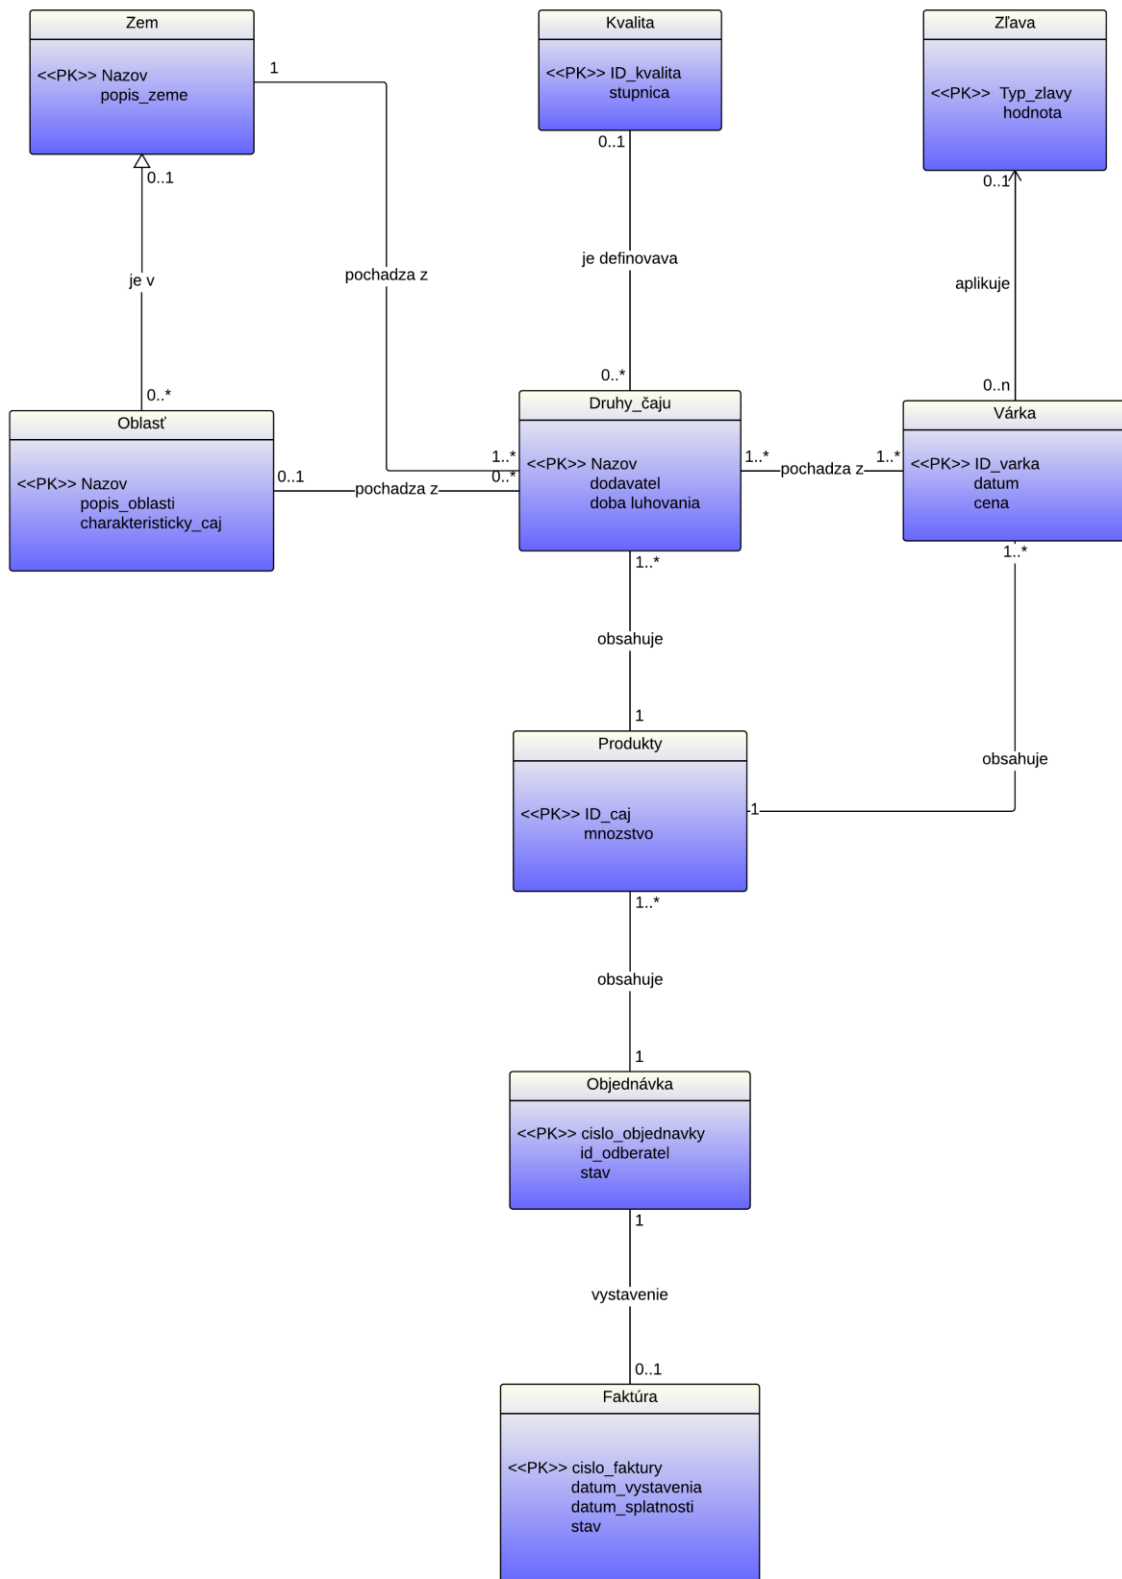 Zem
<<PK>> Nazov
popis_zeme
Kvalita
<<PK>> ID_kvalita
stupnica
Zľava
<<PK>> Typ_zlavy
hodnota
1
0..1
0..1
0..1
je v
pochadza z
je definovava
aplikuje
0..*
0..*
0..n
Oblasť
<<PK>> Nazov
popis_oblasti
charakteristicky_caj
Druhy_čaju
<<PK>> Nazov
dodavatel
doba luhovania
Várka
<<PK>> ID_varka
datum
cena
1..*
0..*
0..1
pochadza z
1..*
pochadza z
1..*
1..*
1..*
obsahuje
1
obsahuje
1
Produkty
<<PK>> ID_caj
mnozstvo
1..*
obsahuje
1
Objednávka
<<PK>> cislo_objednavky
id_odberatel
stav
1
vystavenie
0..1
Faktúra
<<PK>> cislo_faktury
datum_vystavenia
datum_splatnosti
stav